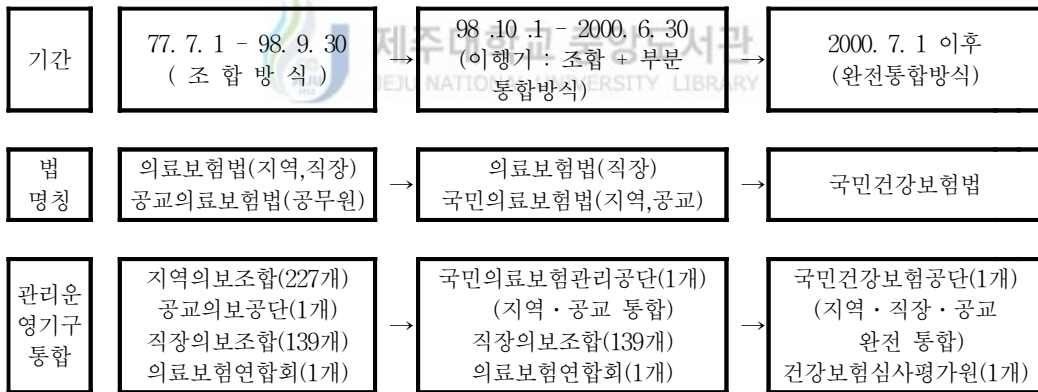 기간
77. 7. 1 - 98. 9. 30
( 조 합 방 식 )
→
98 .10 .1 - 2000. 6. 30
(이행기 : 조합 + 부분
통합방식)
→
2000. 7. 1 이후
(완전통합방식)
제주대학교 중앙도서관
JEJU NATIONAL UNIVERSITY LIBRARY
법
명칭
의료보험법(지역,직장)
공교의료보험법(공무원)
→
의료보험법(직장)
국민의료보험법(지역,공교)
→
국민건강보험법
관리운
영기구
통합
지역의보조합(227개)
공교의보공단(1개)
직장의보조합(139개)
의료보험연합회(1개)
→
국민의료보험관리공단(1개)
(지역·공교 통합)
직장의보조합(139개)
의료보험연합회(1개)
→
국민건강보험공단(1개)
(지역·직장·공교
완전 통합)
건강보험심사평가원(1개)